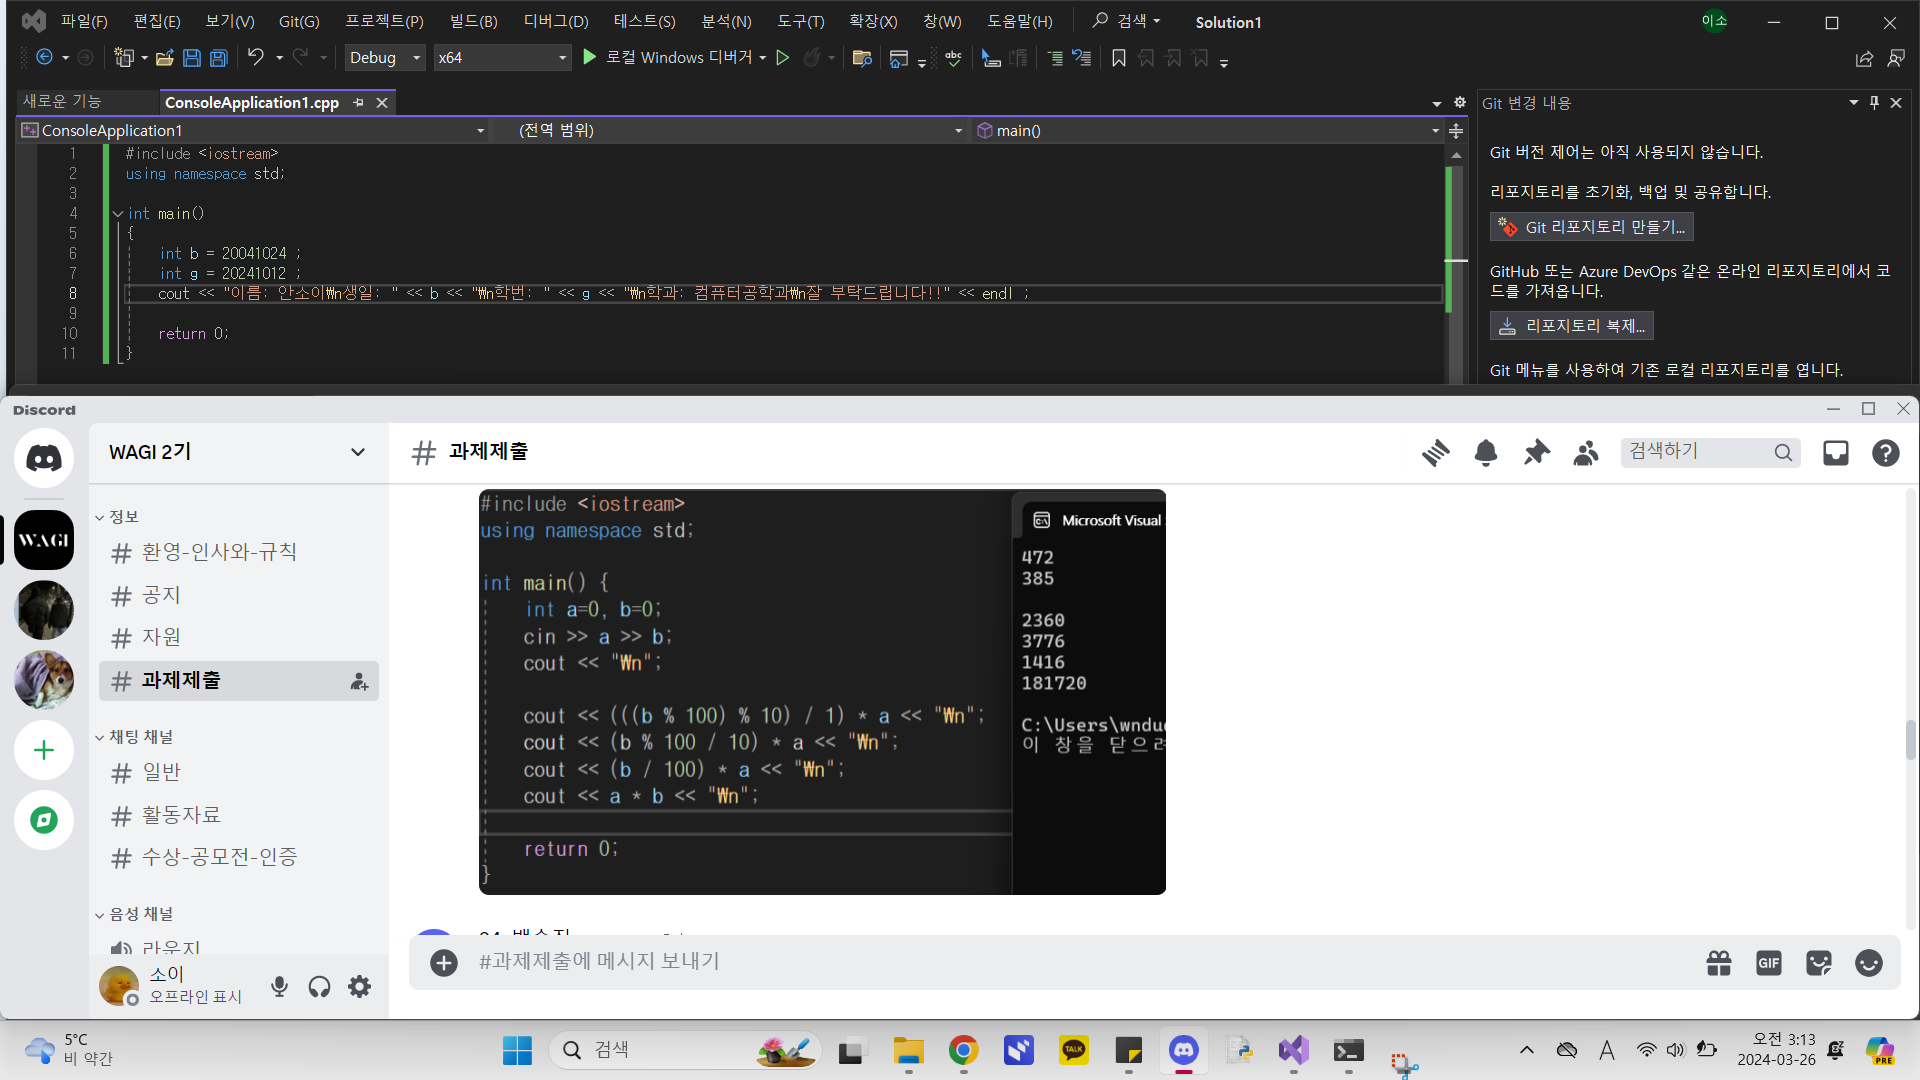 파일(F) 편집(E) 보기(V) Git(G) 프로젝트(P) 빌드(B) 디버그(D) 테스트(S) 분석(N) 도구(T) 확장(X) 창(W) 도움말(H) 검색 Solution1 이소
Debug x64 로컬 Windows 디버거 abc
새로운 기능 ConsoleApplication1.cpp
ConsoleApplication1 (전역 범위) main()
1 #include <iostream>
2 using namespace std;
3
4 int main()
5 {
6 int b = 20041024 ;
7 int g = 20241012 ;
8 cout << "이름: 안소이₩n생일: " << b << "₩n학번: " << g << "₩n학과: 컴퓨터공학과₩n잘 부탁드립니다!!" << endl ;
9
10 return 0;
11 }
Git 변경 내용
Git 버전 제어는 아직 사용되지 않습니다.
리포지토리를 초기화, 백업 및 공유합니다.
Git 리포지토리 만들기...
GitHub 또는 Azure DevOps 같은 온라인 리포지토리에서 코
드를 가져옵니다.
리포지토리 복제...
Git 메뉴를 사용하여 기존 로컬 리포지토리를 엽니다.
Discord
WAGI 2기
WAGI
정보
환영-인사와-규칙
공지
자원
과제제출
채팅 채널
일반
활동자료
수상-공모전-인증
음성 채널
라운지
소이
오프라인 표시
# 과제제출
검색하기
#include <iostream>
using namespace std;
int main() {
int a=0, b=0;
cin >> a >> b;
cout << "₩n";
cout << (((b % 100) % 10) / 1) * a << "₩n";
cout << (b % 100 / 10) * a << "₩n";
cout << (b / 100) * a << "₩n";
cout << a * b << "₩n";
return 0;
}
Microsoft Visual
472
385
2360
3776
1416
181720
C:\Users\wndu
이 창을 닫으려
#과제제출에 메시지 보내기
GIF
5°C
비 약간
검색
TALK
A
오전 3:13
2024-03-26
PRE